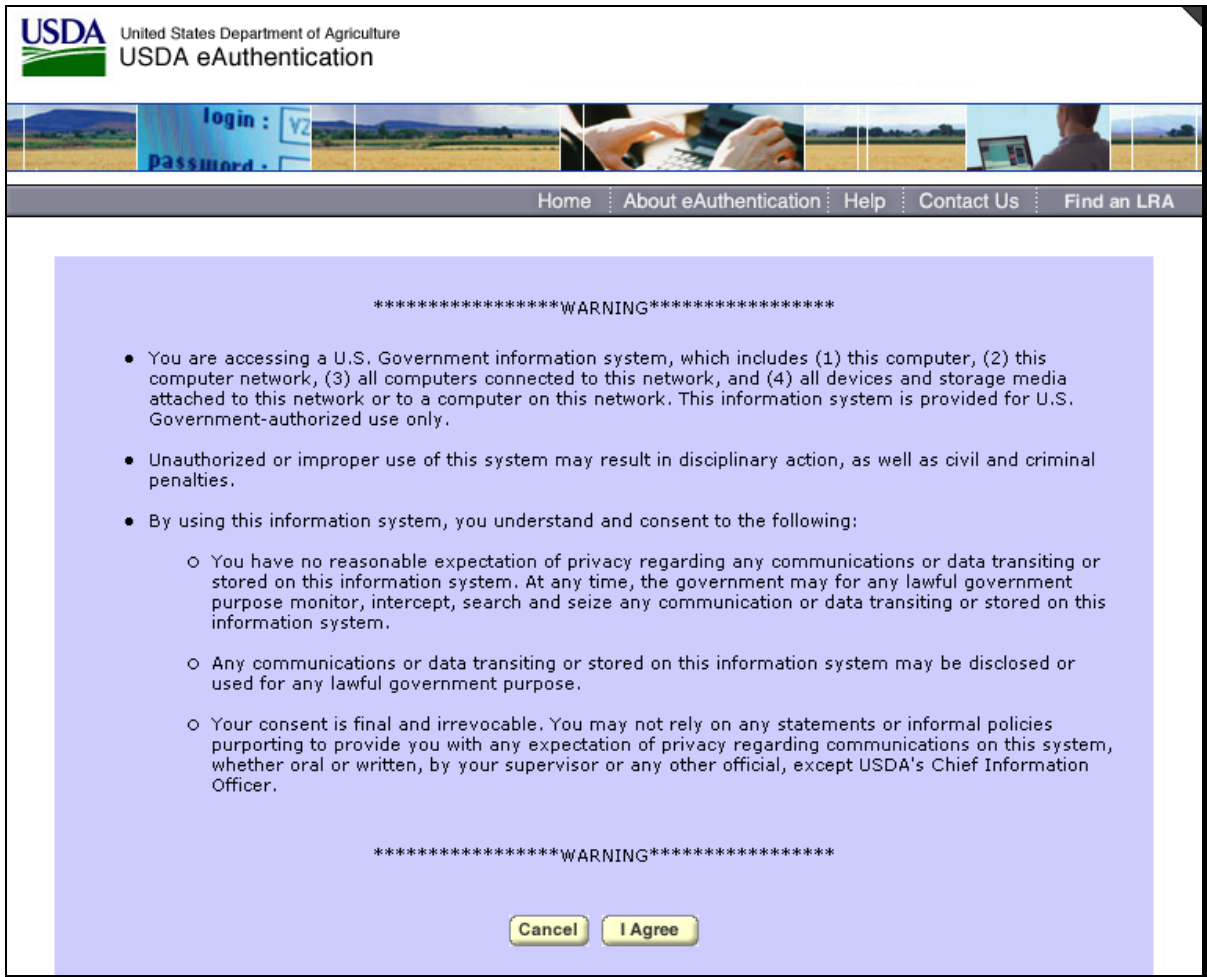 USDA
United States Department of Agriculture
USDA eAuthentication
login : VZ
password :
Home About eAuthentication Help Contact Us Find an LRA
*****************WARNING*****************
● You are accessing a U.S. Government information system, which includes (1) this computer, (2) this
computer network, (3) all computers connected to this network, and (4) all devices and storage media
attached to this network or to a computer on this network. This information system is provided for U.S.
Government-authorized use only.
● Unauthorized or improper use of this system may result in disciplinary action, as well as civil and criminal
penalties.
● By using this information system, you understand and consent to the following:
○ You have no reasonable expectation of privacy regarding any communications or data transiting or
stored on this information system. At any time, the government may for any lawful government
purpose monitor, intercept, search and seize any communication or data transiting or stored on this
information system.
○ Any communications or data transiting or stored on this information system may be disclosed or
used for any lawful government purpose.
○ Your consent is final and irrevocable. You may not rely on any statements or informal policies
purporting to provide you with any expectation of privacy regarding communications on this system,
whether oral or written, by your supervisor or any other official, except USDA's Chief Information
Officer.
*****************WARNING*****************
Cancel I Agree